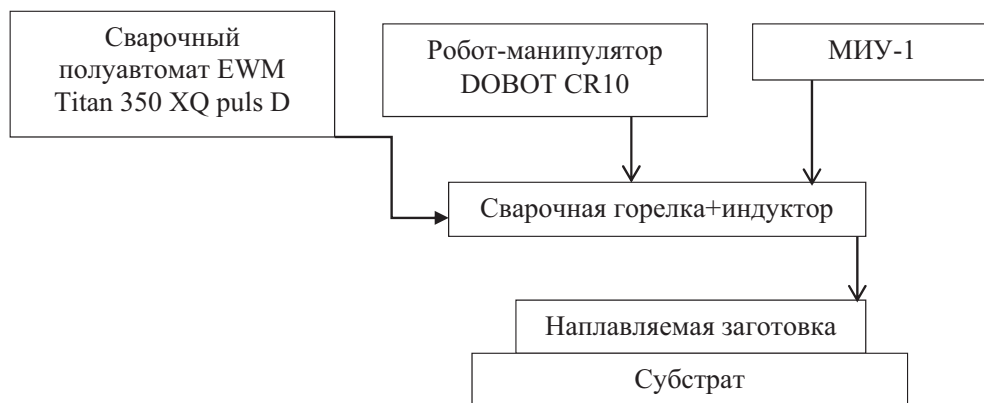 Сварочный
полуавтомат EWM
Titan 350 XQ puls D
Робот-манипулятор
DOBOT CR10
МИУ-1
Сварочная горелка+индуктор
Наплавляемая заготовка
Субстрат